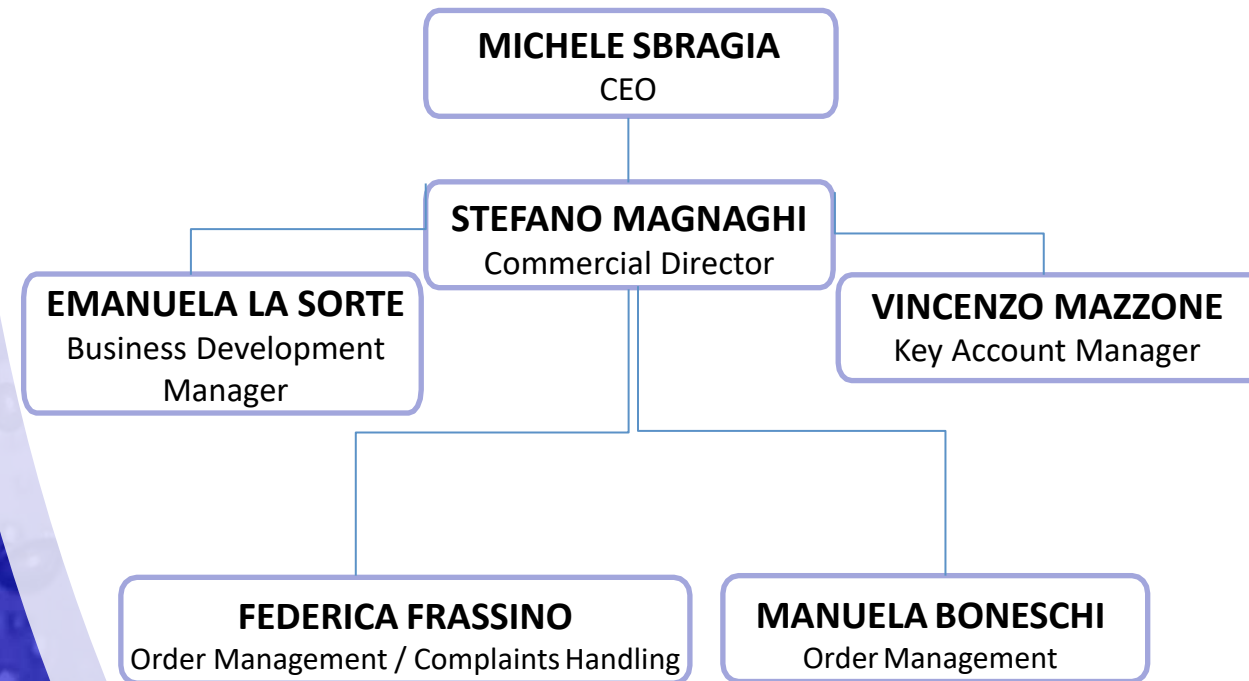 MICHELE SBRAGIA
CEO
STEFANO MAGNAGHI
Commercial Director
EMANUELA LA SORTE
Business Development
Manager
VINCENZO MAZZONE
Key Account Manager
FEDERICA FRASSINO
Order Management / Complaints Handling
MANUELA BONESCHI
Order Management